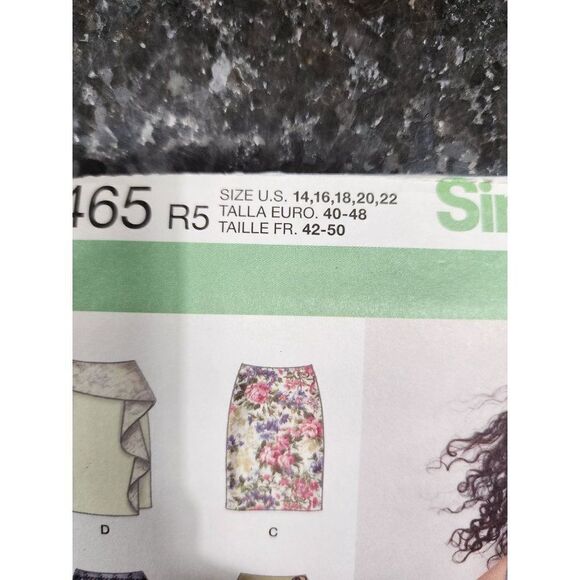 465 R5
SIZE U.S. 14,16,18,20,22
TALLA EURO. 40-48
TAILLE FR. 42-50
D
C